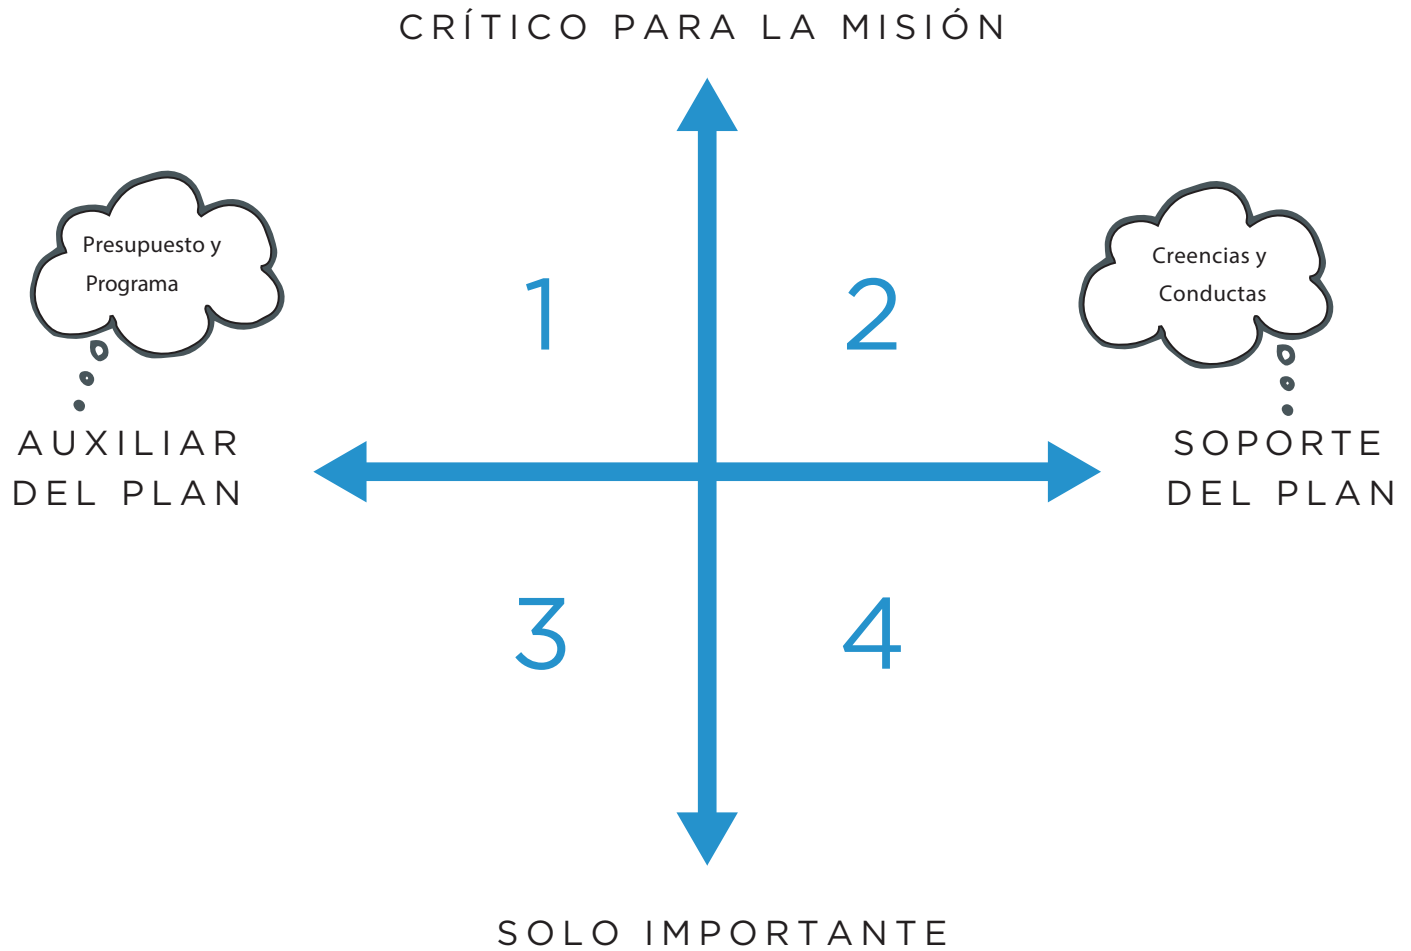 CRÍTICO PARA LA MISIÓN
Presupuesto y
Programa
Creencias y
Conductas
1
2
AUXILIAR
DEL PLAN
SOPORTE
DEL PLAN
3
4
SOLO IMPORTANTE